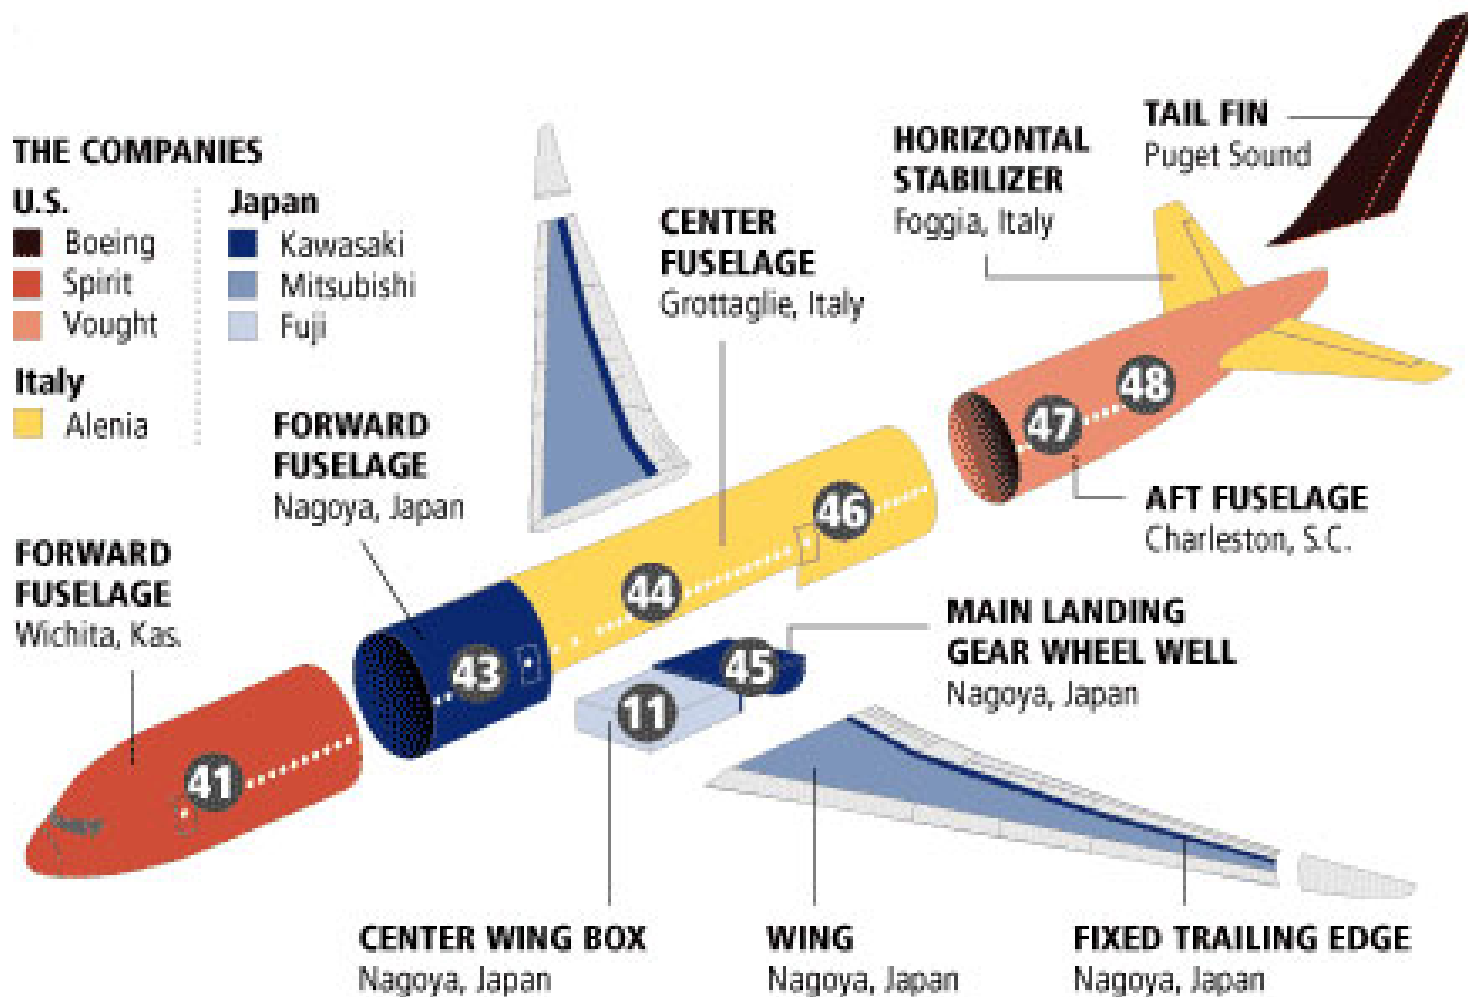 THE COMPANIES
U.S.
Boeing
Spirit
Vought
Italy
Alenia
Japan
Kawasaki
Mitsubishi
Fuji
FORWARD
FUSELAGE
Wichita, Kas.
FORWARD
FUSELAGE
Nagoya, Japan
CENTER
FUSELAGE
Grottaglie, Italy
HORIZONTAL
STABILIZER
Foggia, Italy
TAIL FIN
Puget Sound
41
43
44
46
47
48
AFT FUSELAGE
Charleston, S.C.
45
11
MAIN LANDING
GEAR WHEEL WELL
Nagoya, Japan
CENTER WING BOX
Nagoya, Japan
WING
Nagoya, Japan
FIXED TRAILING EDGE
Nagoya, Japan